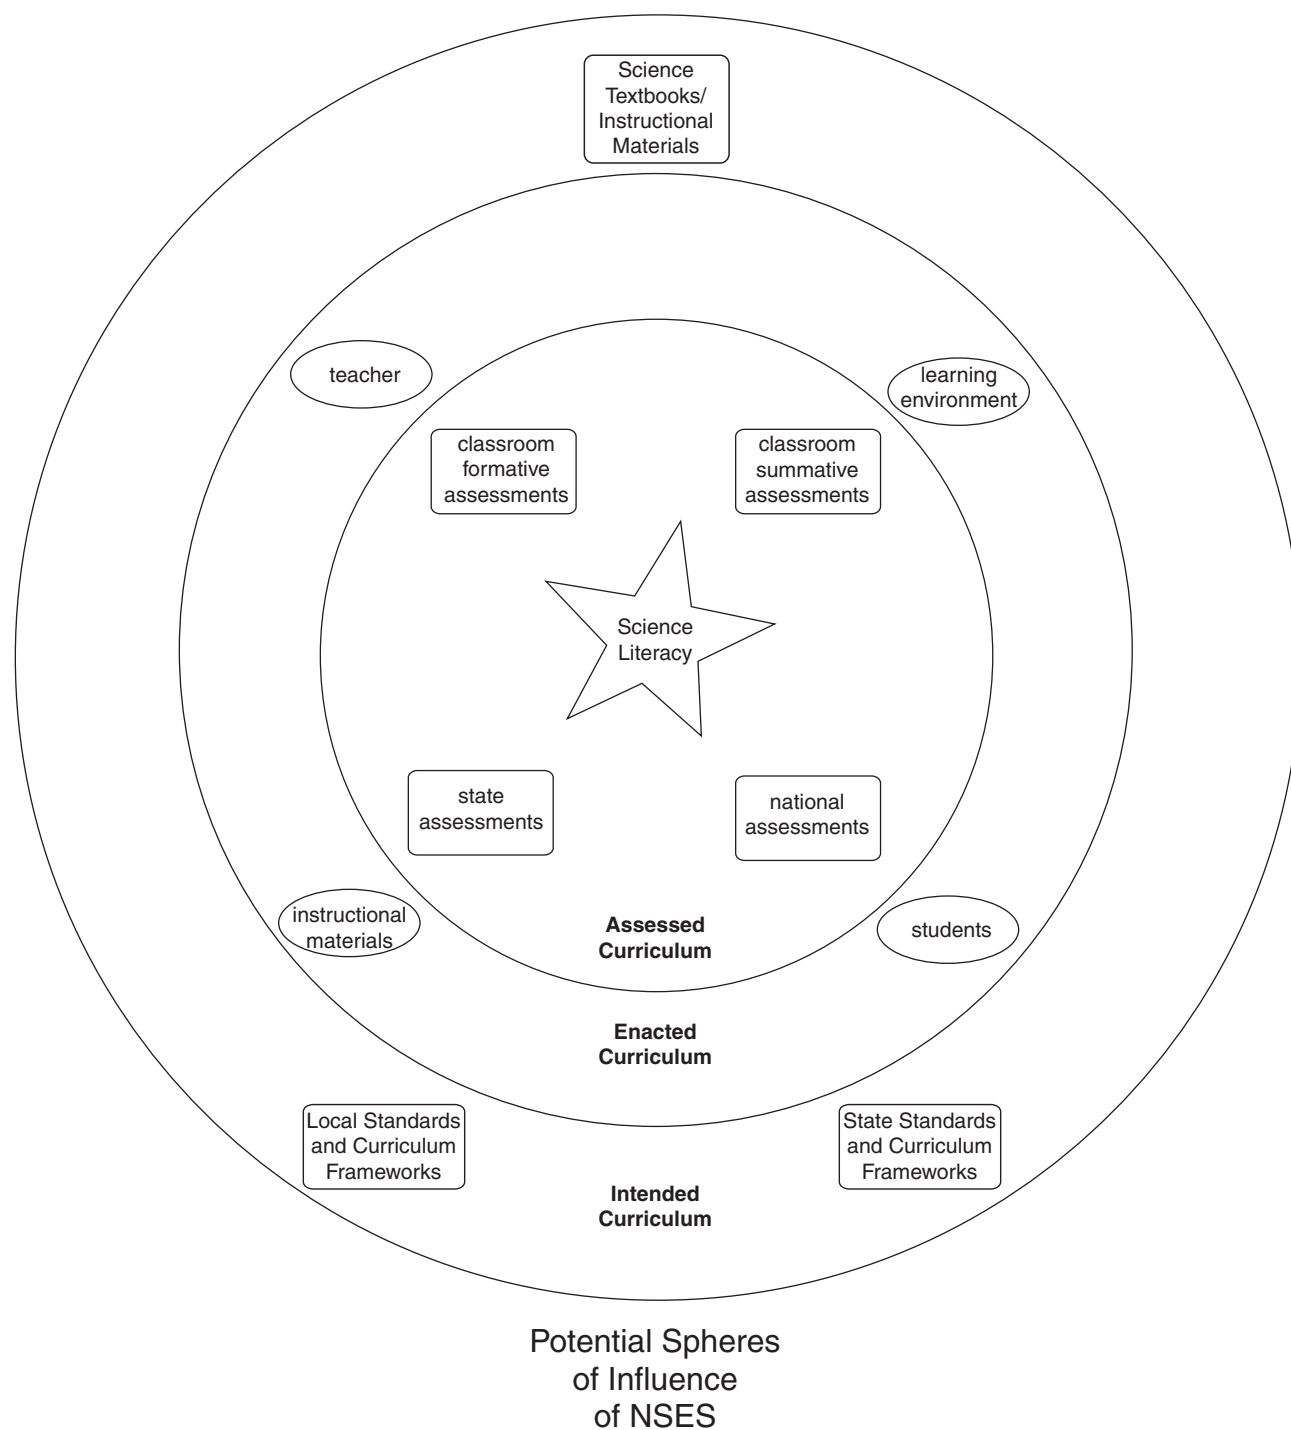 Science
Textbooks/
Instructional
Materials
teacher
learning
environment
classroom
formative
assessments
classroom
summative
assessments
Science
Literacy
state
assessments
national
assessments
instructional
materials
students
Assessed
Curriculum
Enacted
Curriculum
Local Standards
and Curriculum
Frameworks
State Standards
and Curriculum
Frameworks
Intended
Curriculum
Potential Spheres
of Influence
of NSES